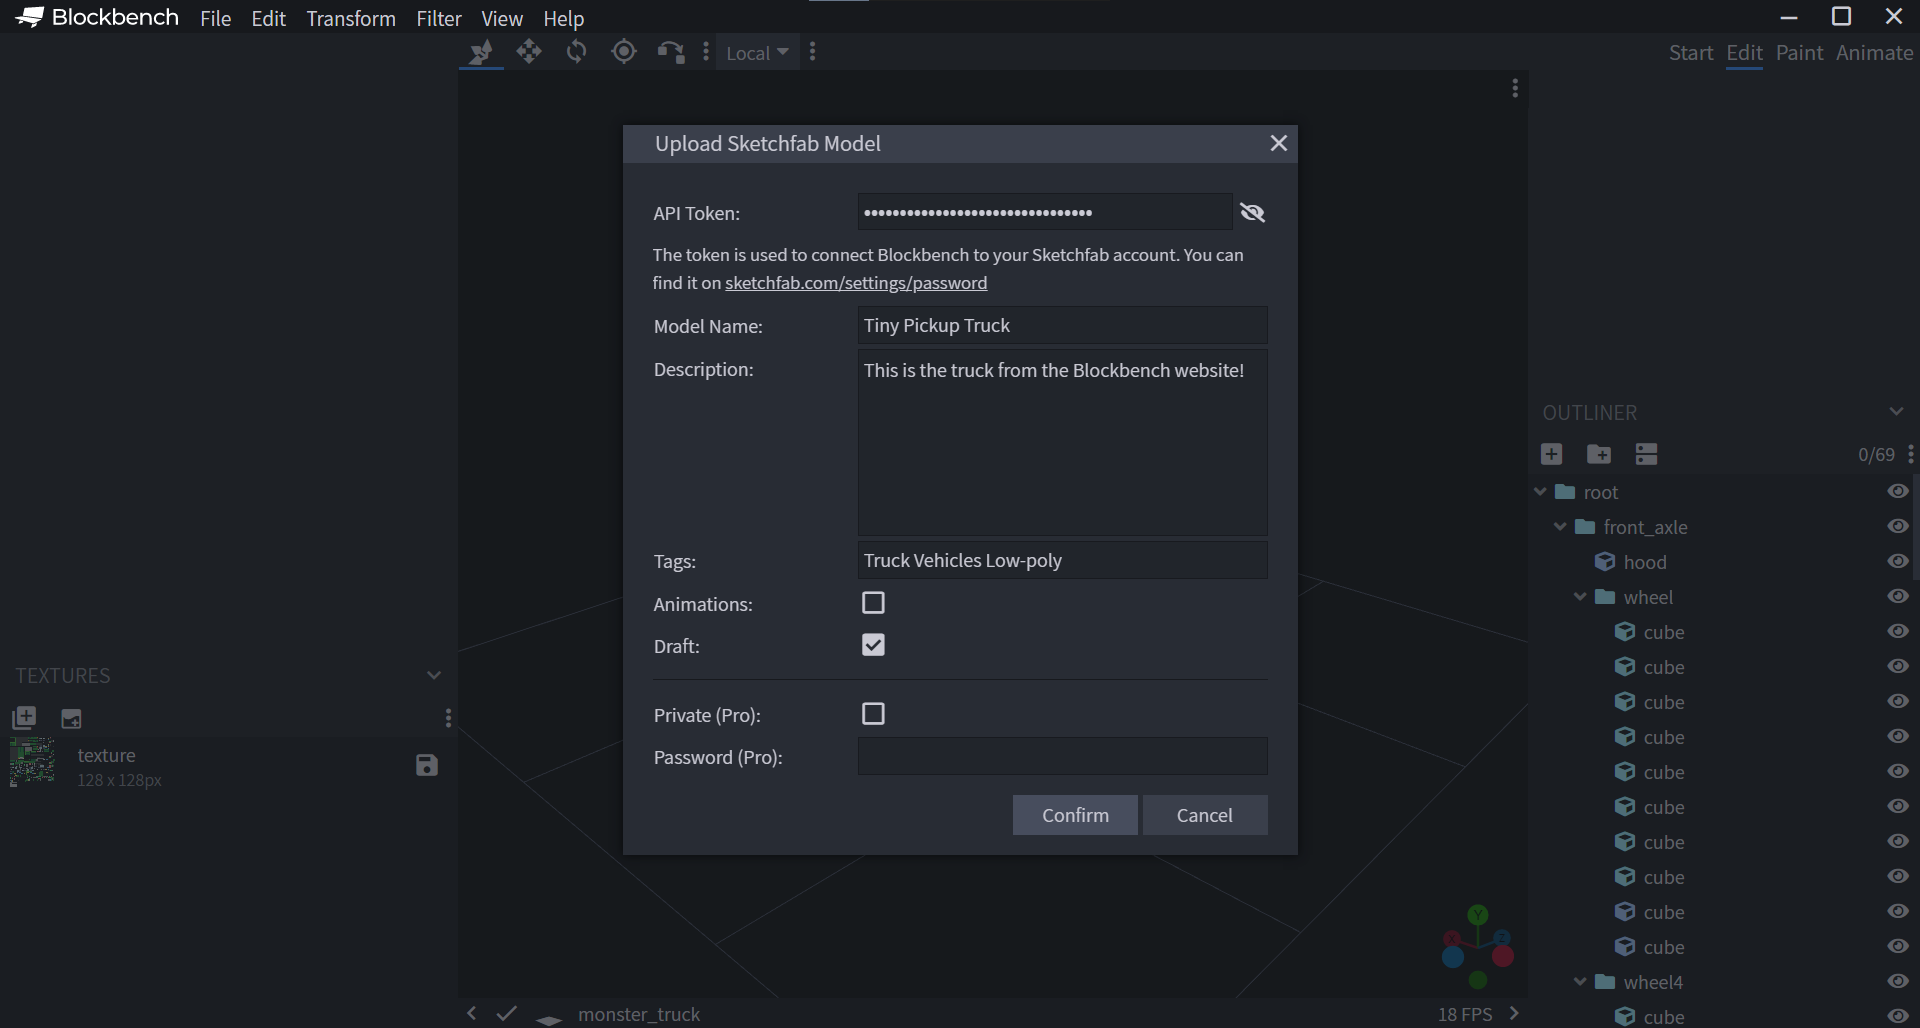 Blockbench File Edit Transform Filter View Help
Local
Start Edit Paint Animate
Upload Sketchfab Model
API Token: ••••••••••••••••••••••••••••••••
The token is used to connect Blockbench to your Sketchfab account. You can
find it on sketchfab.com/settings/password
Model Name: Tiny Pickup Truck
Description: This is the truck from the Blockbench website!
Tags: Truck Vehicles Low-poly
Animations:
Draft:
Private (Pro):
Password (Pro):
Confirm Cancel
TEXTURES
texture
128 x 128px
OUTLINER
0/69
root
front_axle
hood
wheel
cube
cube
cube
cube
cube
cube
cube
cube
cube
cube
wheel4
cube
Y
X
Z
monster_truck
18 FPS